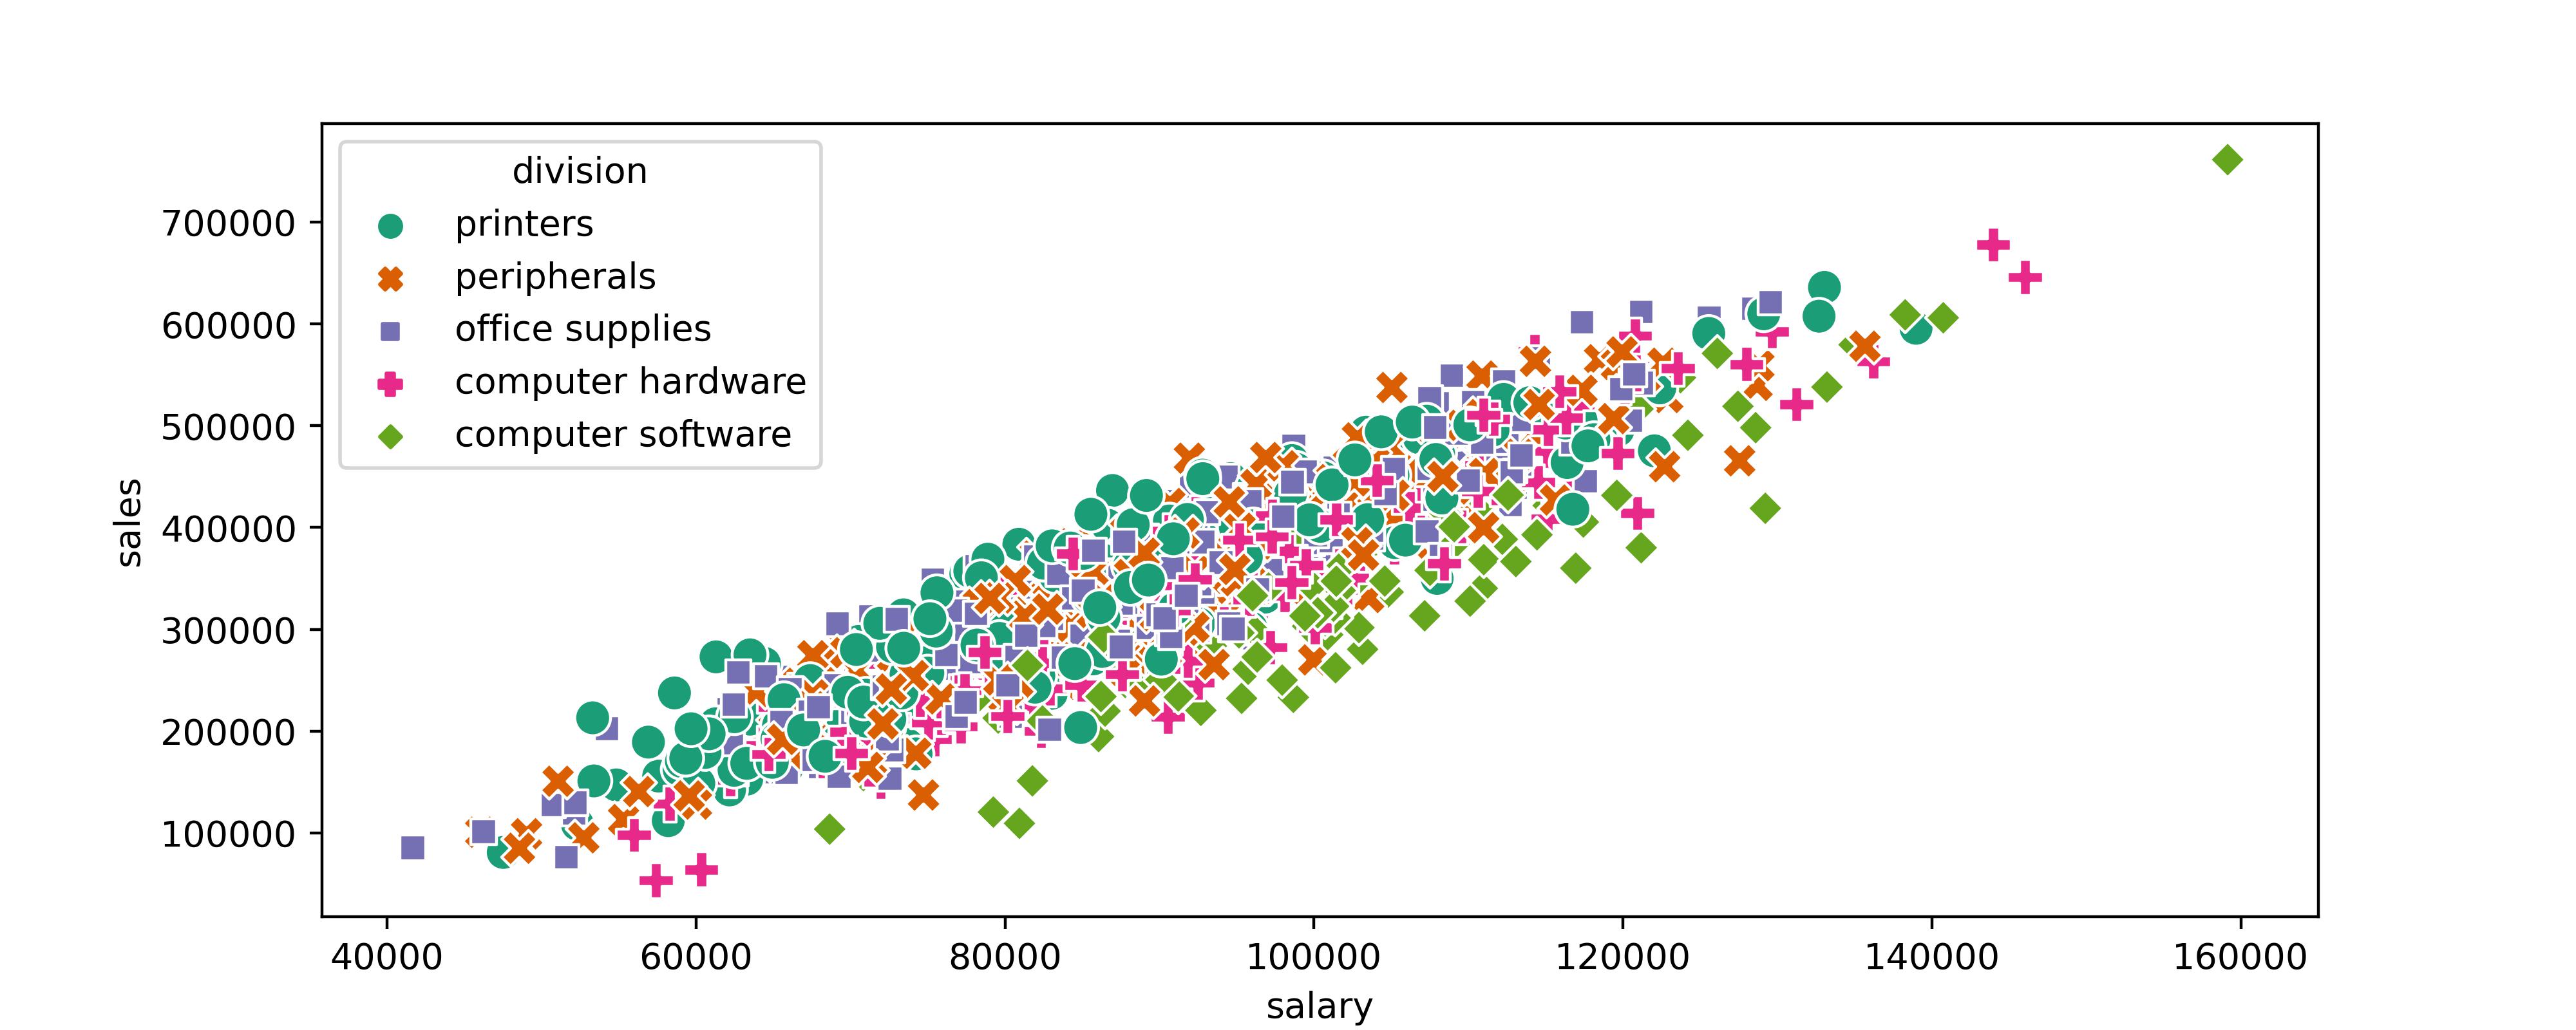 division
printers
peripherals
office supplies
computer hardware
computer software
700000
600000
500000
400000
300000
200000
100000
sales
40000 60000 80000 100000 120000 140000 160000
salary